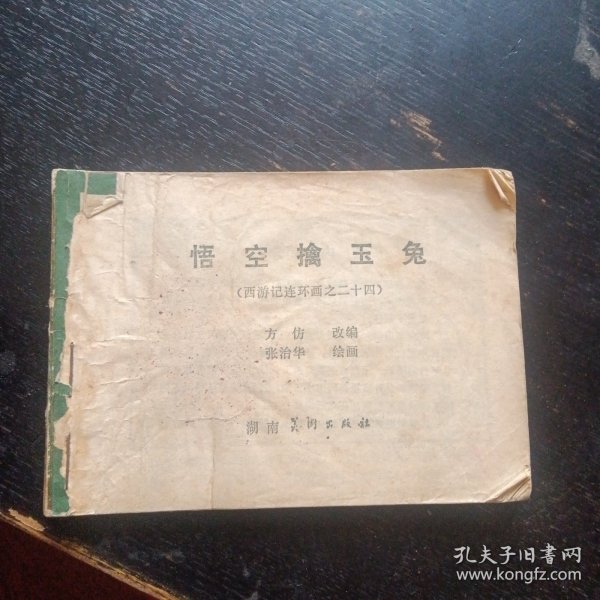 悟空擒玉兔
（西游记连环画之二十四）
方仿 改编
张治华 绘画
湖南美术出版社
孔夫子旧书网
www.kongfz.com